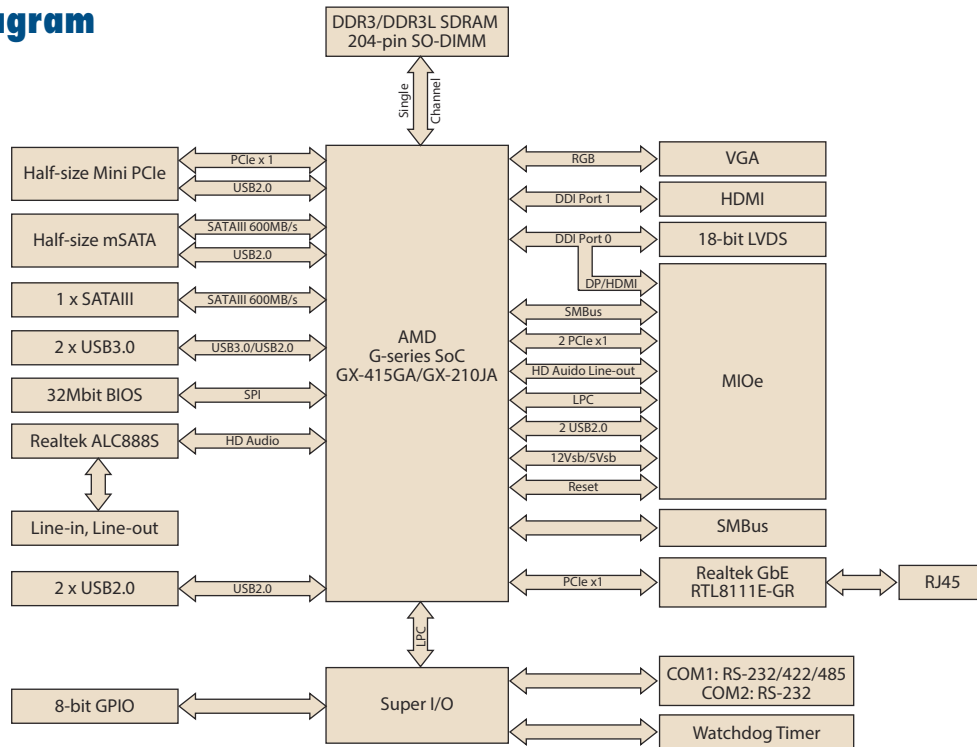 agram
DDR3/DDR3L SDRAM
204-pin SO-DIMM
Single
Channel
Half-size Mini PCIe
PCIe x 1
USB2.0
Half-size mSATA
SATAIII 600MB/s
USB2.0
1 x SATAIII
SATAIII 600MB/s
2 x USB3.0
USB3.0/USB2.0
32Mbit BIOS
SPI
Realtek ALC888S
HD Audio
Line-in, Line-out
2 x USB2.0
USB2.0
AMD
G-series SoC
GX-415GA/GX-210JA
RGB
VGA
DDI Port 1
HDMI
DDI Port 0
18-bit LVDS
DP/HDMI
SMBus
2 PCIe x1
HD Auido Line-out
LPC
2 USB2.0
12Vsb/5Vsb
Reset
MIOe
SMBus
PCIe x1
Realtek GbE
RTL8111E-GR
RJ45
LPC
8-bit GPIO
Super I/O
COM1: RS-232/422/485
COM2: RS-232
Watchdog Timer